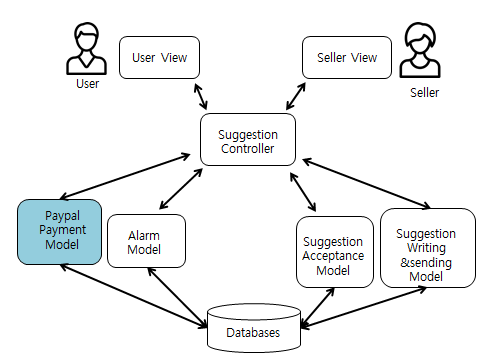 User View
Seller View
User
Seller
Suggestion
Controller
Paypal
Payment
Model
Alarm
Model
Suggestion
Acceptance
Model
Suggestion
Writing
&sending
Model
Databases